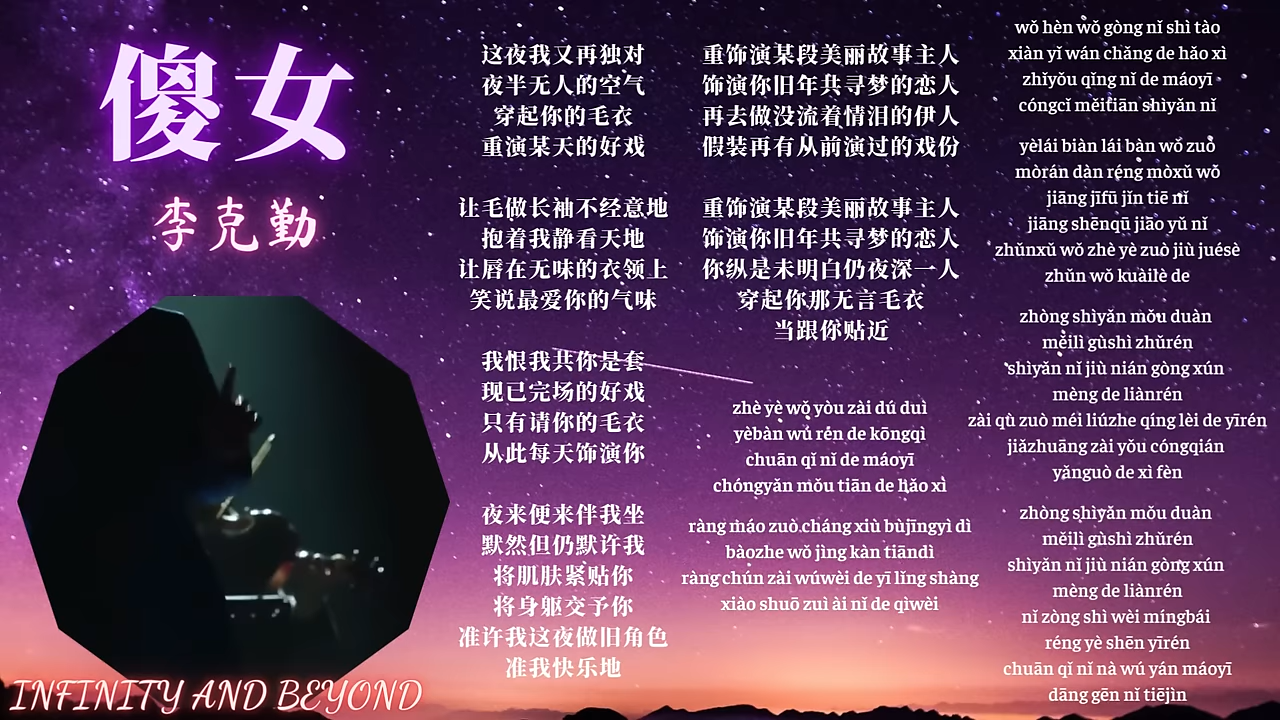 傻女
李克勤
INFINITY AND BEYOND
这夜我又再独对
夜半无人的空气
穿起你的毛衣
重演某天的好戏
让毛做长袖不经意地
抱着我静看天地
让唇在无味的衣领上
笑说最爱你的气味
我恨我共你是套
现已完场的好戏
只有请你的毛衣
从此每天饰演你
夜来便来伴我坐
默然但仍默许我
将肌肤紧贴你
将身躯交予你
准许我这夜做旧角色
准我快乐地
重饰演某段美丽故事主人
饰演你旧年共寻梦的恋人
再去做没流着情泪的伊人
假装再有从前演过的戏份
重饰演某段美丽故事主人
饰演你旧年共寻梦的恋人
你纵是未明白仍夜深一人
穿起你那无言毛衣
当跟你贴近
zhè yè wǒ yòu zài dú duì
yèbàn wú rén de kōngqì
chuān qǐ nǐ de máoyī
chóngyǎn mǒu tiān de hǎo xì
ràng máo zuò cháng xiù bùjīngyì dì
bàozhe wǒ jìng kàn tiāndì
ràng chún zài wúwèi de yī lǐng shàng
xiào shuō zuì ài nǐ de qìwèi
wǒ hèn wǒ gòng nǐ shì tào
xiàn yǐ wán chǎng de hǎo xì
zhǐyǒu qǐng nǐ de máoyī
cóngcǐ měitiān shìyǎn nǐ
yèlái biàn lái bàn wǒ zuò
mòrán dàn réng mòxǔ wǒ
jiāng jīfū jǐn tiē nǐ
jiāng shēnqū jiāo yǔ nǐ
zhǔnxǔ wǒ zhè yè zuò jiù juésè
zhǔn wǒ kuàilè de
zhòng shìyǎn mǒu duàn
měilì gùshì zhǔrén
shìyǎn nǐ jiù nián gòng xún
mèng de liànrén
zài qù zuò méi liúzhe qíng lèi de yīrén
jiǎzhuāng zài yǒu cóngqián
yǎnguò de xì fèn
zhòng shìyǎn mǒu duàn
měilì gùshì zhǔrén
shìyǎn nǐ jiù nián gòng xún
mèng de liànrén
nǐ zòng shì wèi míngbái
réng yè shēn yīrén
chuān qǐ nǐ nà wú yán máoyī
dāng gēn nǐ tiējìn